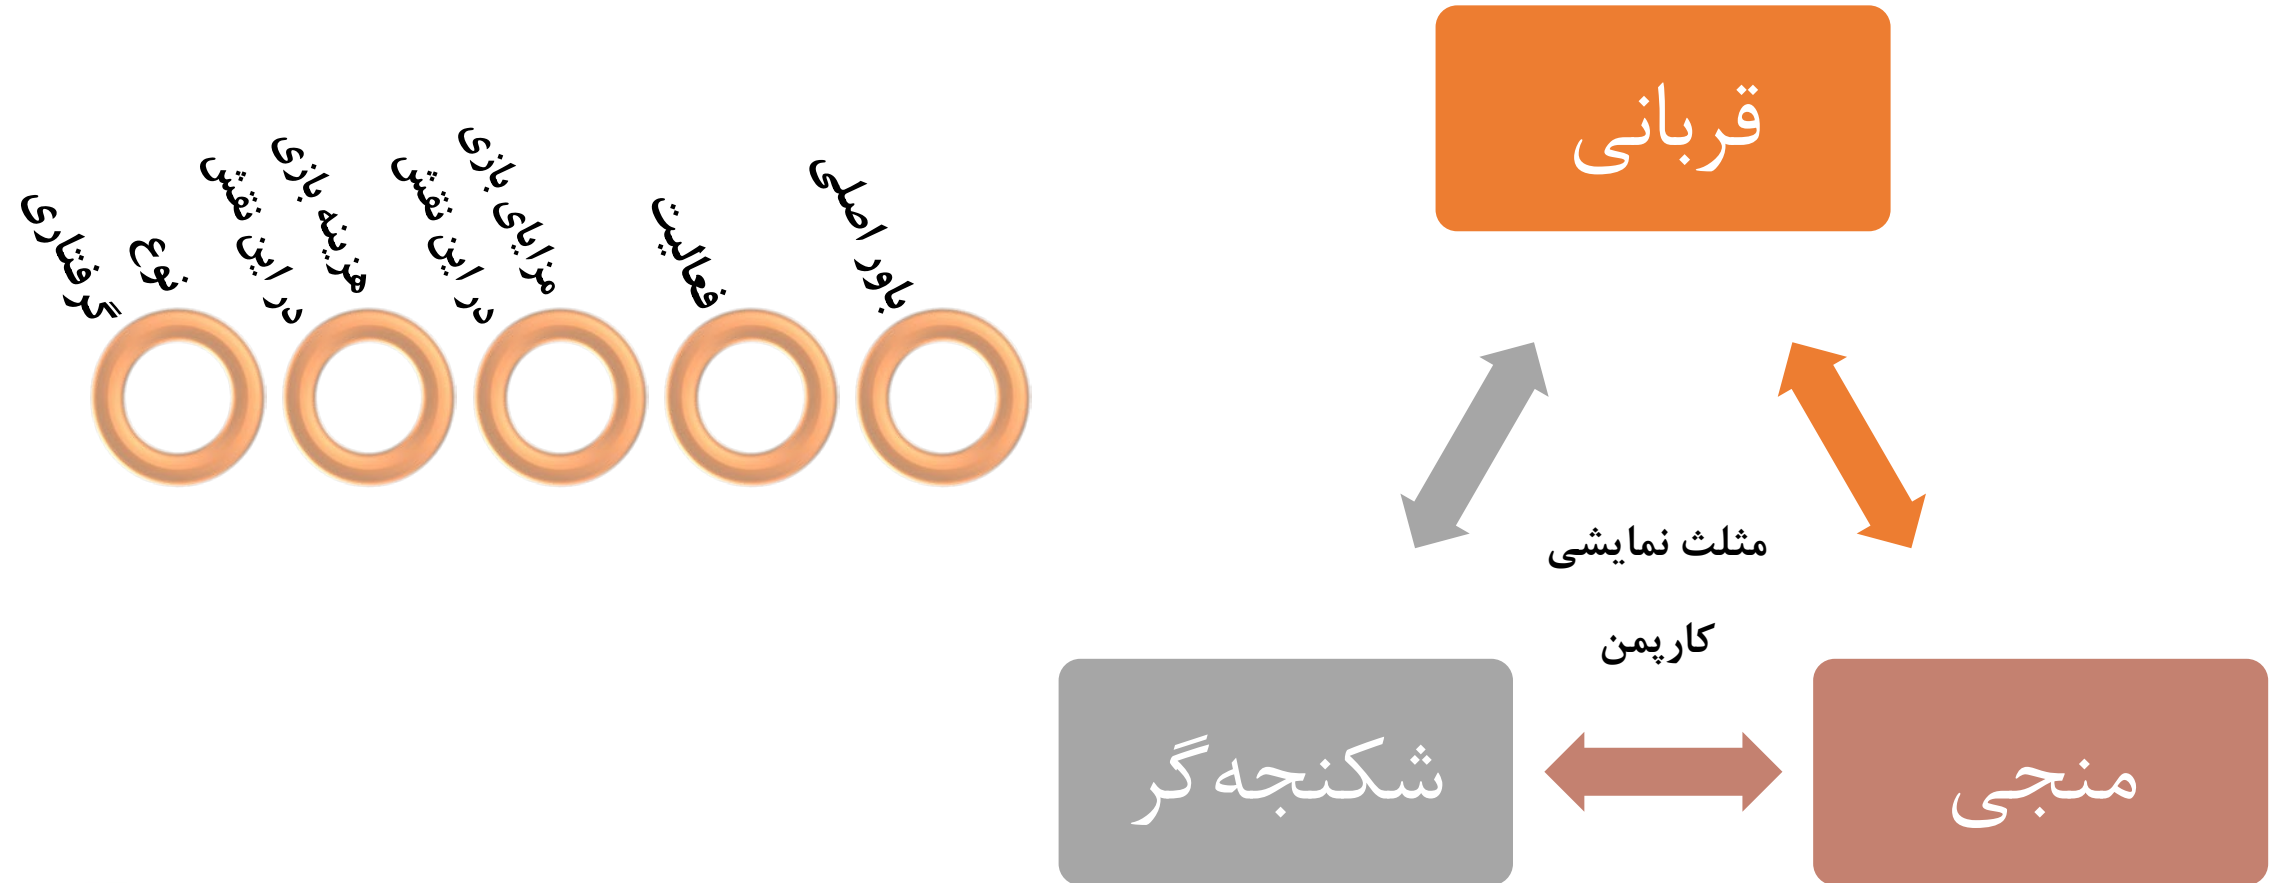 قربانی
باور اصلی
فعالیت
مزایای بازی
در این نقش
هزینه بازی
در این نقش
نوع
گرفتاری
مثلث نمایشی
کارپمن
منجی
شکنجه‌گر